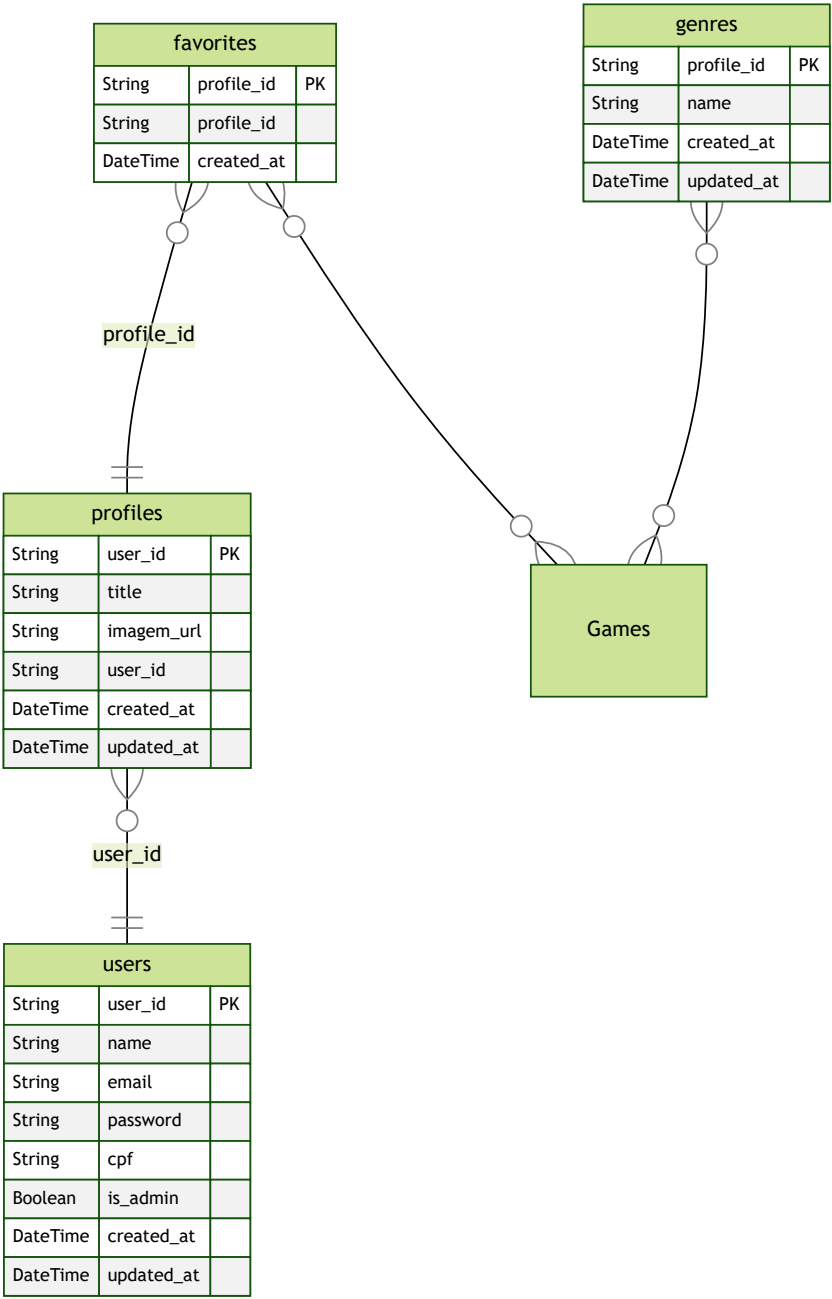 favorites
String profile_id PK
String profile_id
DateTime created_at
genres
String profile_id PK
String name
DateTime created_at
DateTime updated_at
profile_id
profiles
String user_id PK
String title
String imagem_url
String user_id
DateTime created_at
DateTime updated_at
Games
user_id
users
String user_id PK
String name
String email
String password
String cpf
Boolean is_admin
DateTime created_at
DateTime updated_at